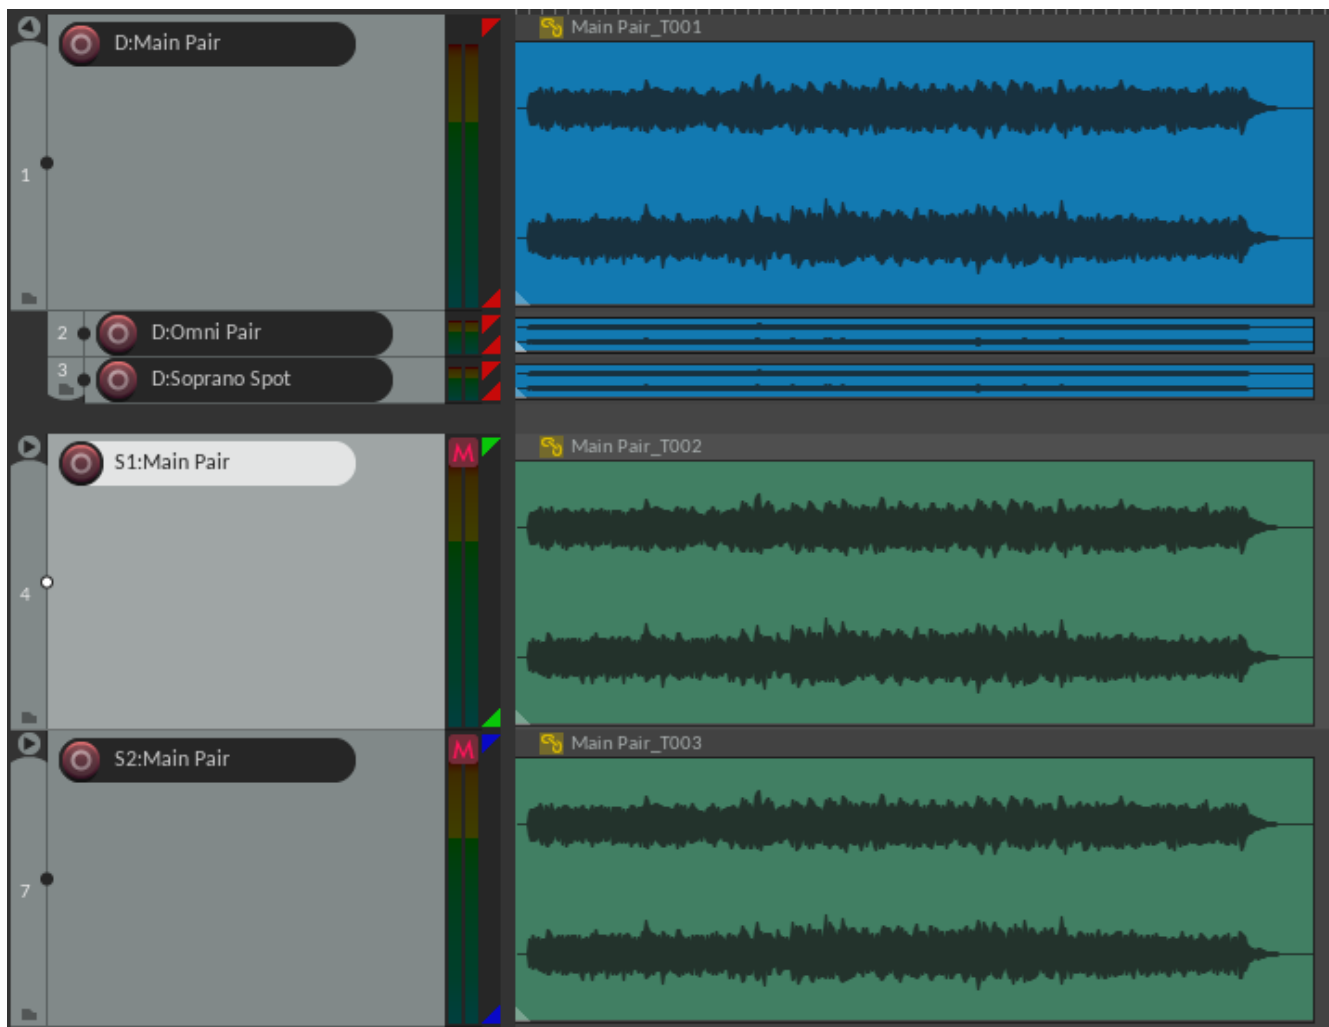 D:Main Pair
Main Pair_T001
1
2
D:Omni Pair
3
D:Soprano Spot
S1:Main Pair
M
Main Pair_T002
4
S2:Main Pair
M
Main Pair_T003
7